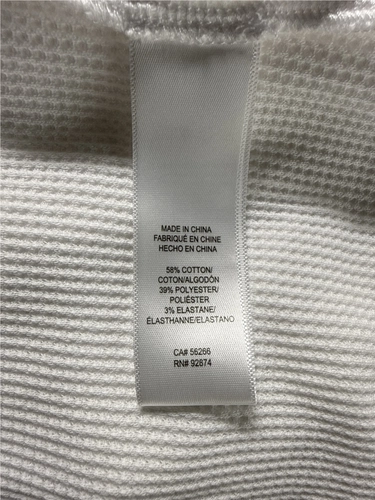 MADE IN CHINA
FABRIQUÉ EN CHINE
HECHO EN CHINA
58% COTTON/
COTON/ALGODÓN
39% POLYESTER/
POLIÉSTER
3% ELASTANE/
ÉLASTHANNE/ELASTANO
CA# 56266
RN# 92674